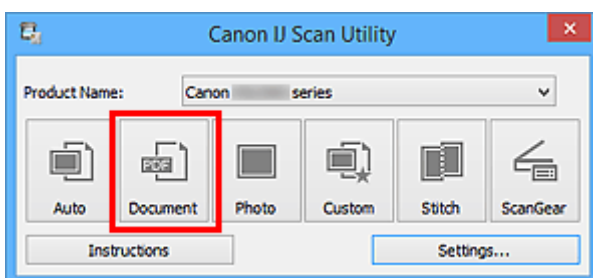 Canon IJ Scan Utility
Product Name: Canon series
PDF
Auto Document Photo Custom Stitch ScanGear
Instructions Settings...